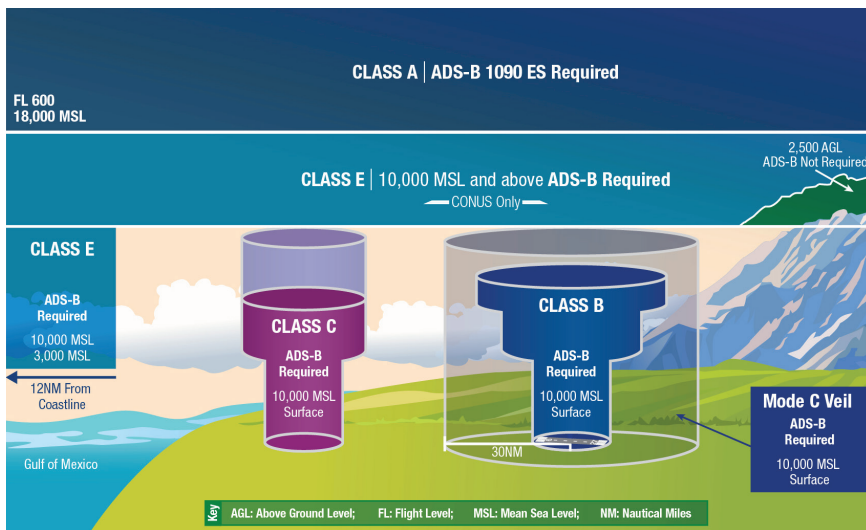 CLASS A | ADS-B 1090 ES Required
FL 600
18,000 MSL
2,500 AGL
ADS-B Not Required
CLASS E | 10,000 MSL and above ADS-B Required
CONUS Only
CLASS E
ADS-B
Required
10,000 MSL
3,000 MSL
12NM From
Coastline
Gulf of Mexico
CLASS C
ADS-B
Required
10,000 MSL
Surface
CLASS B
ADS-B
Required
10,000 MSL
Surface
30NM
Mode C Veil
ADS-B
Required
10,000 MSL
Surface
Key
AGL: Above Ground Level; FL: Flight Level; MSL: Mean Sea Level; NM: Nautical Miles